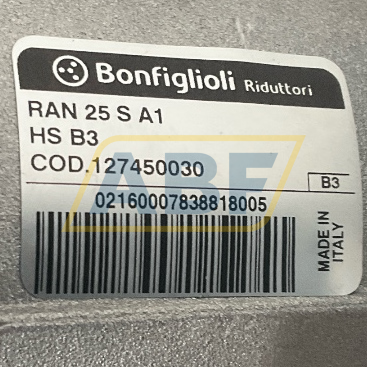 Bonfiglioli Riduttori
RAN 25 S A1
HS B3
COD.127450030
B3
02160007838818005
MADE IN
ITALY
ABF